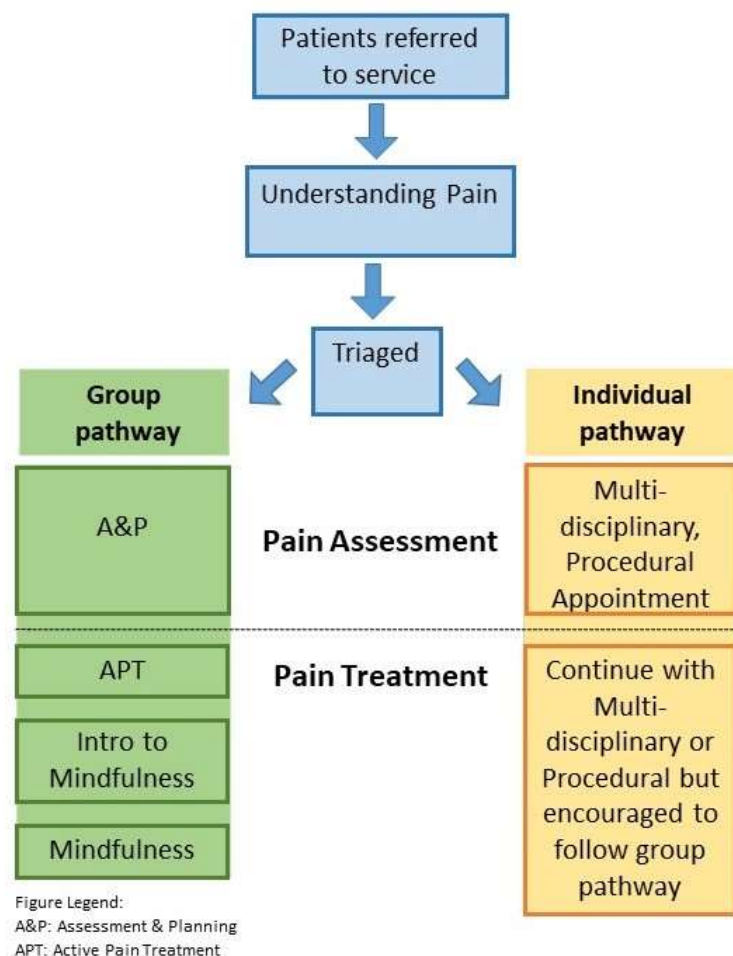 Patients referred
to service
Understanding Pain
Triaged
Group
pathway
Individual
pathway
A&P
Pain Assessment
Multi-
disciplinary,
Procedural
Appointment
APT
Intro to
Mindfulness
Mindfulness
Pain Treatment
Continue with
Multi-
disciplinary or
Procedural but
encouraged to
follow group
pathway
Figure Legend:
A&P: Assessment & Planning
APT: Active Pain Treatment